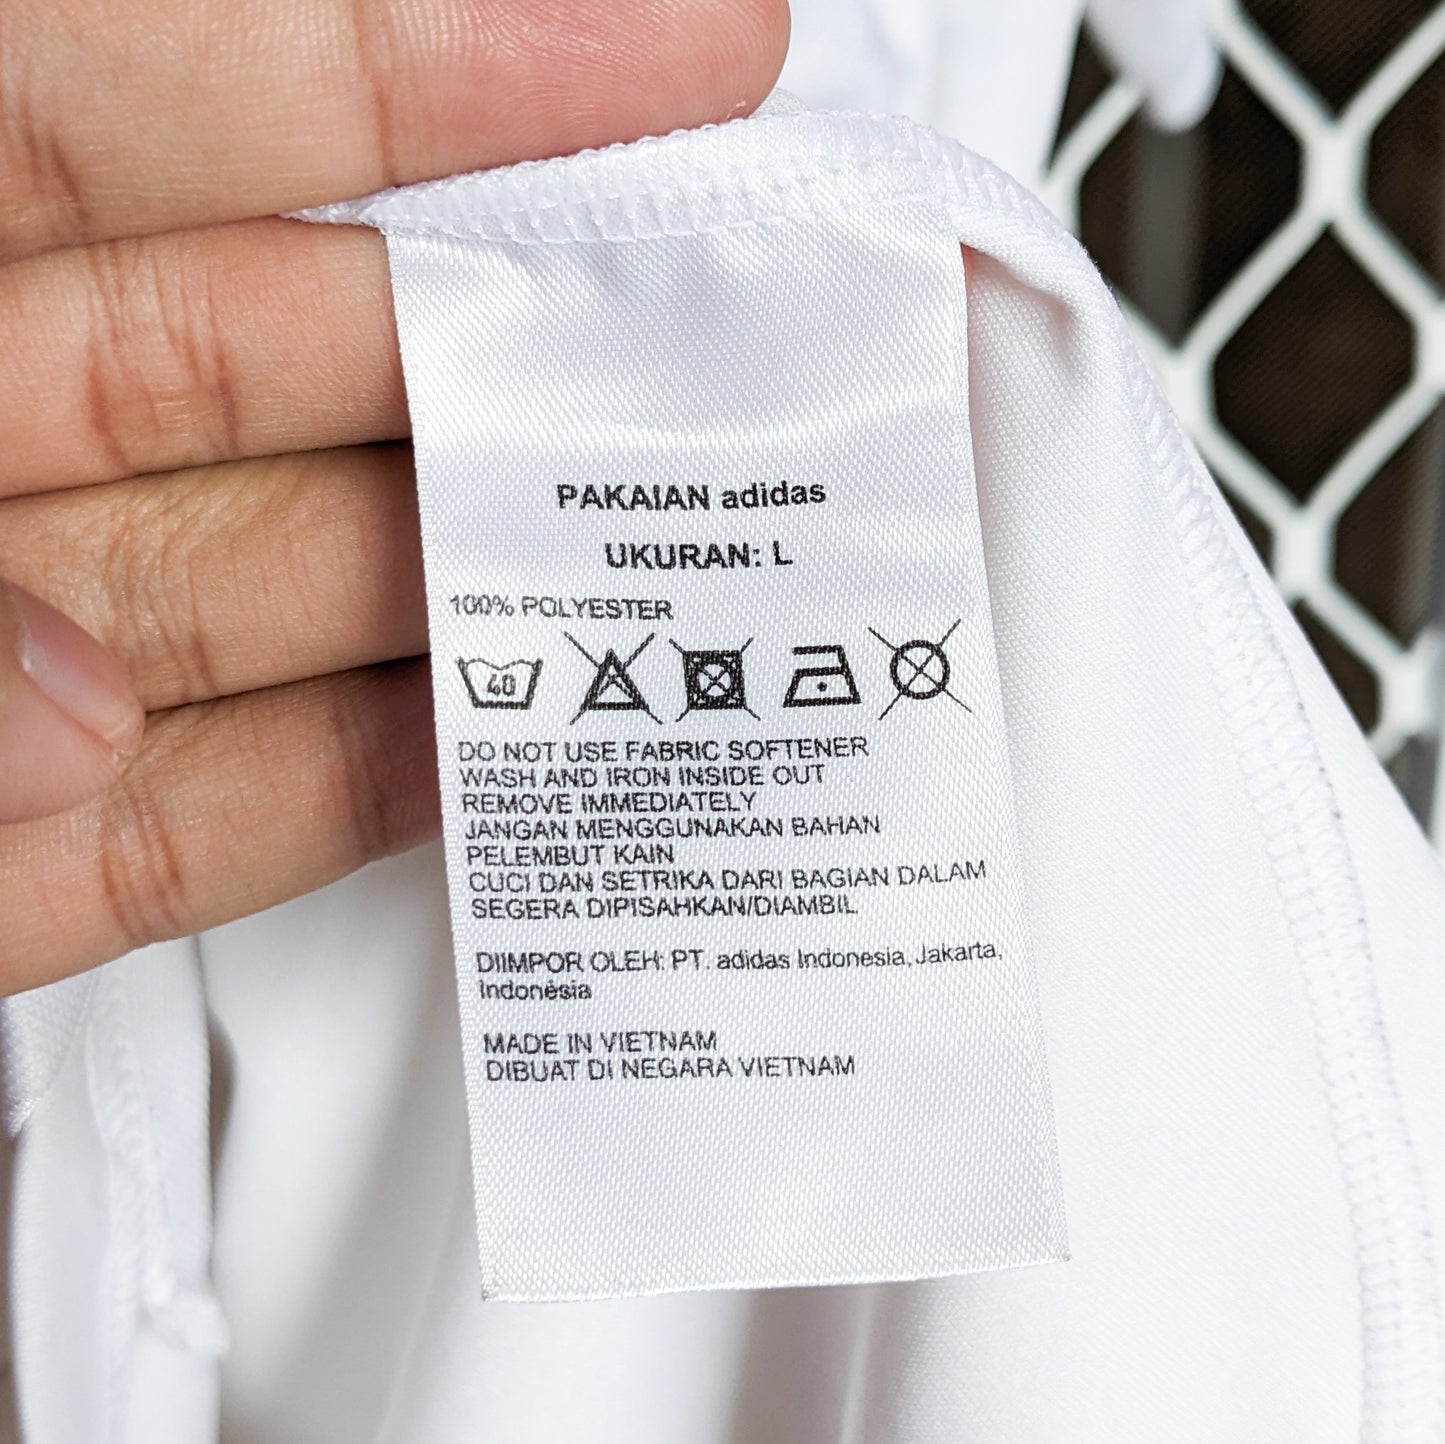 PAKAIAN adidas
UKURAN: L
100% POLYESTER
40
DO NOT USE FABRIC SOFTENER
WASH AND IRON INSIDE OUT
REMOVE IMMEDIATELY
JANGAN MENGGUNAKAN BAHAN
PELEMBUT KAIN
CUCI DAN SETRIKA DARI BAGIAN DALAM
SEGERA DIPISAHKAN/DIAMBIL
DIIMPOR OLEH: PT. adidas Indonesia, Jakarta,
Indonesia
MADE IN VIETNAM
DIBUAT DI NEGARA VIETNAM